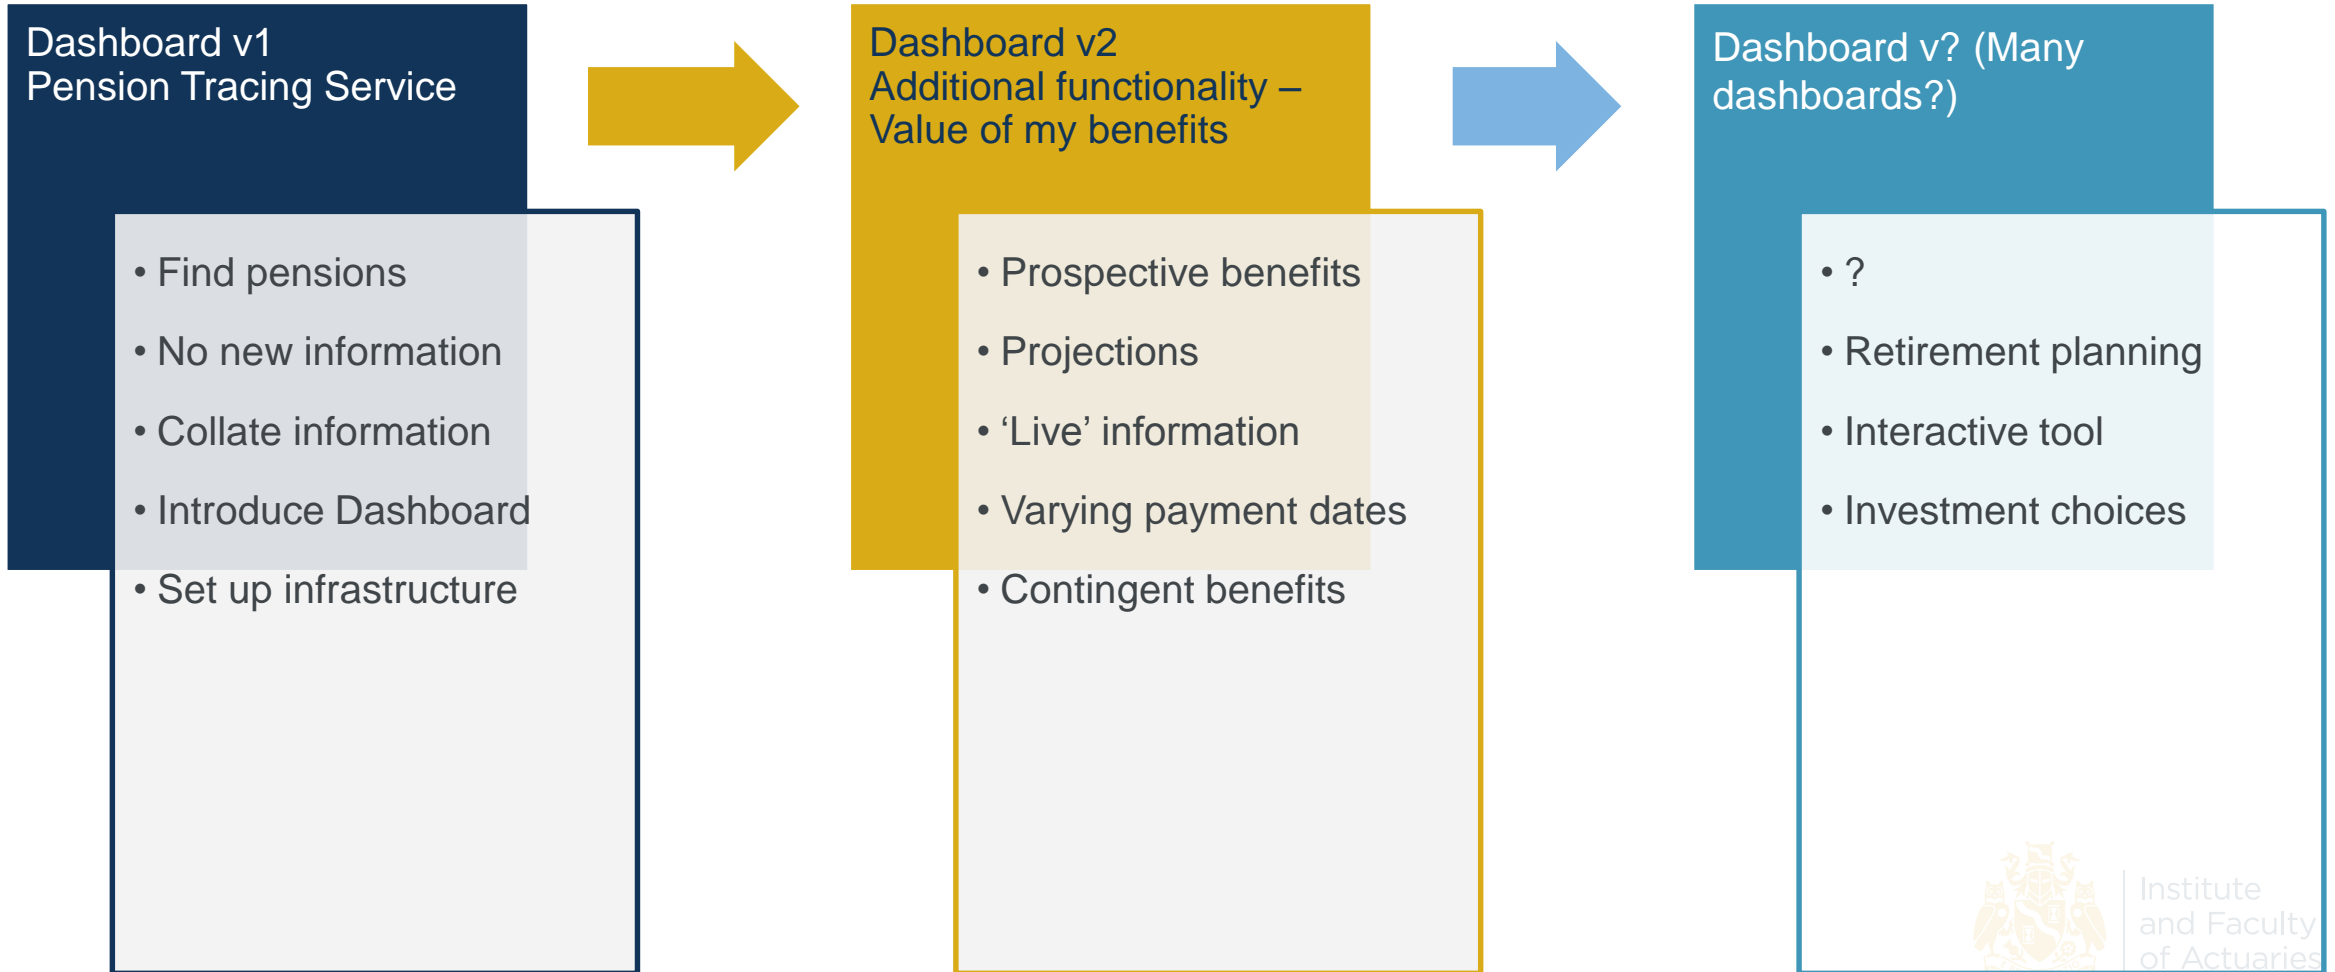 Dashboard v1
Pension Tracing Service
• Find pensions
• No new information
• Collate information
• Introduce Dashboard
• Set up infrastructure
Dashboard v2
Additional functionality –
Value of my benefits
• Prospective benefits
• Projections
• ‘Live’ information
• Varying payment dates
• Contingent benefits
Dashboard v? (Many
dashboards?)
• ?
• Retirement planning
• Interactive tool
• Investment choices
Institute
and Faculty
of Actuaries